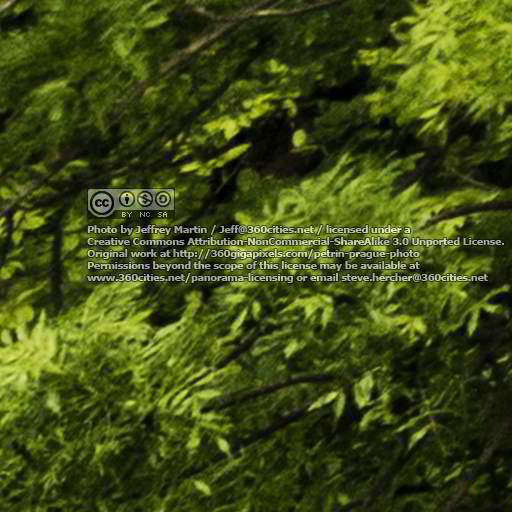 cc
BY NC SA
Photo by Jeffrey Martin / Jeff@360cities.net / licensed under a
Creative Commons Attribution-NonCommercial-ShareAlike 3.0 Unported License.
Original work at http://360gigapixels.com/petrin-prague-photo
Permissions beyond the scope of this license may be available at
www.360cities.net/panorama-licensing or email steve.hercher@360cities.net